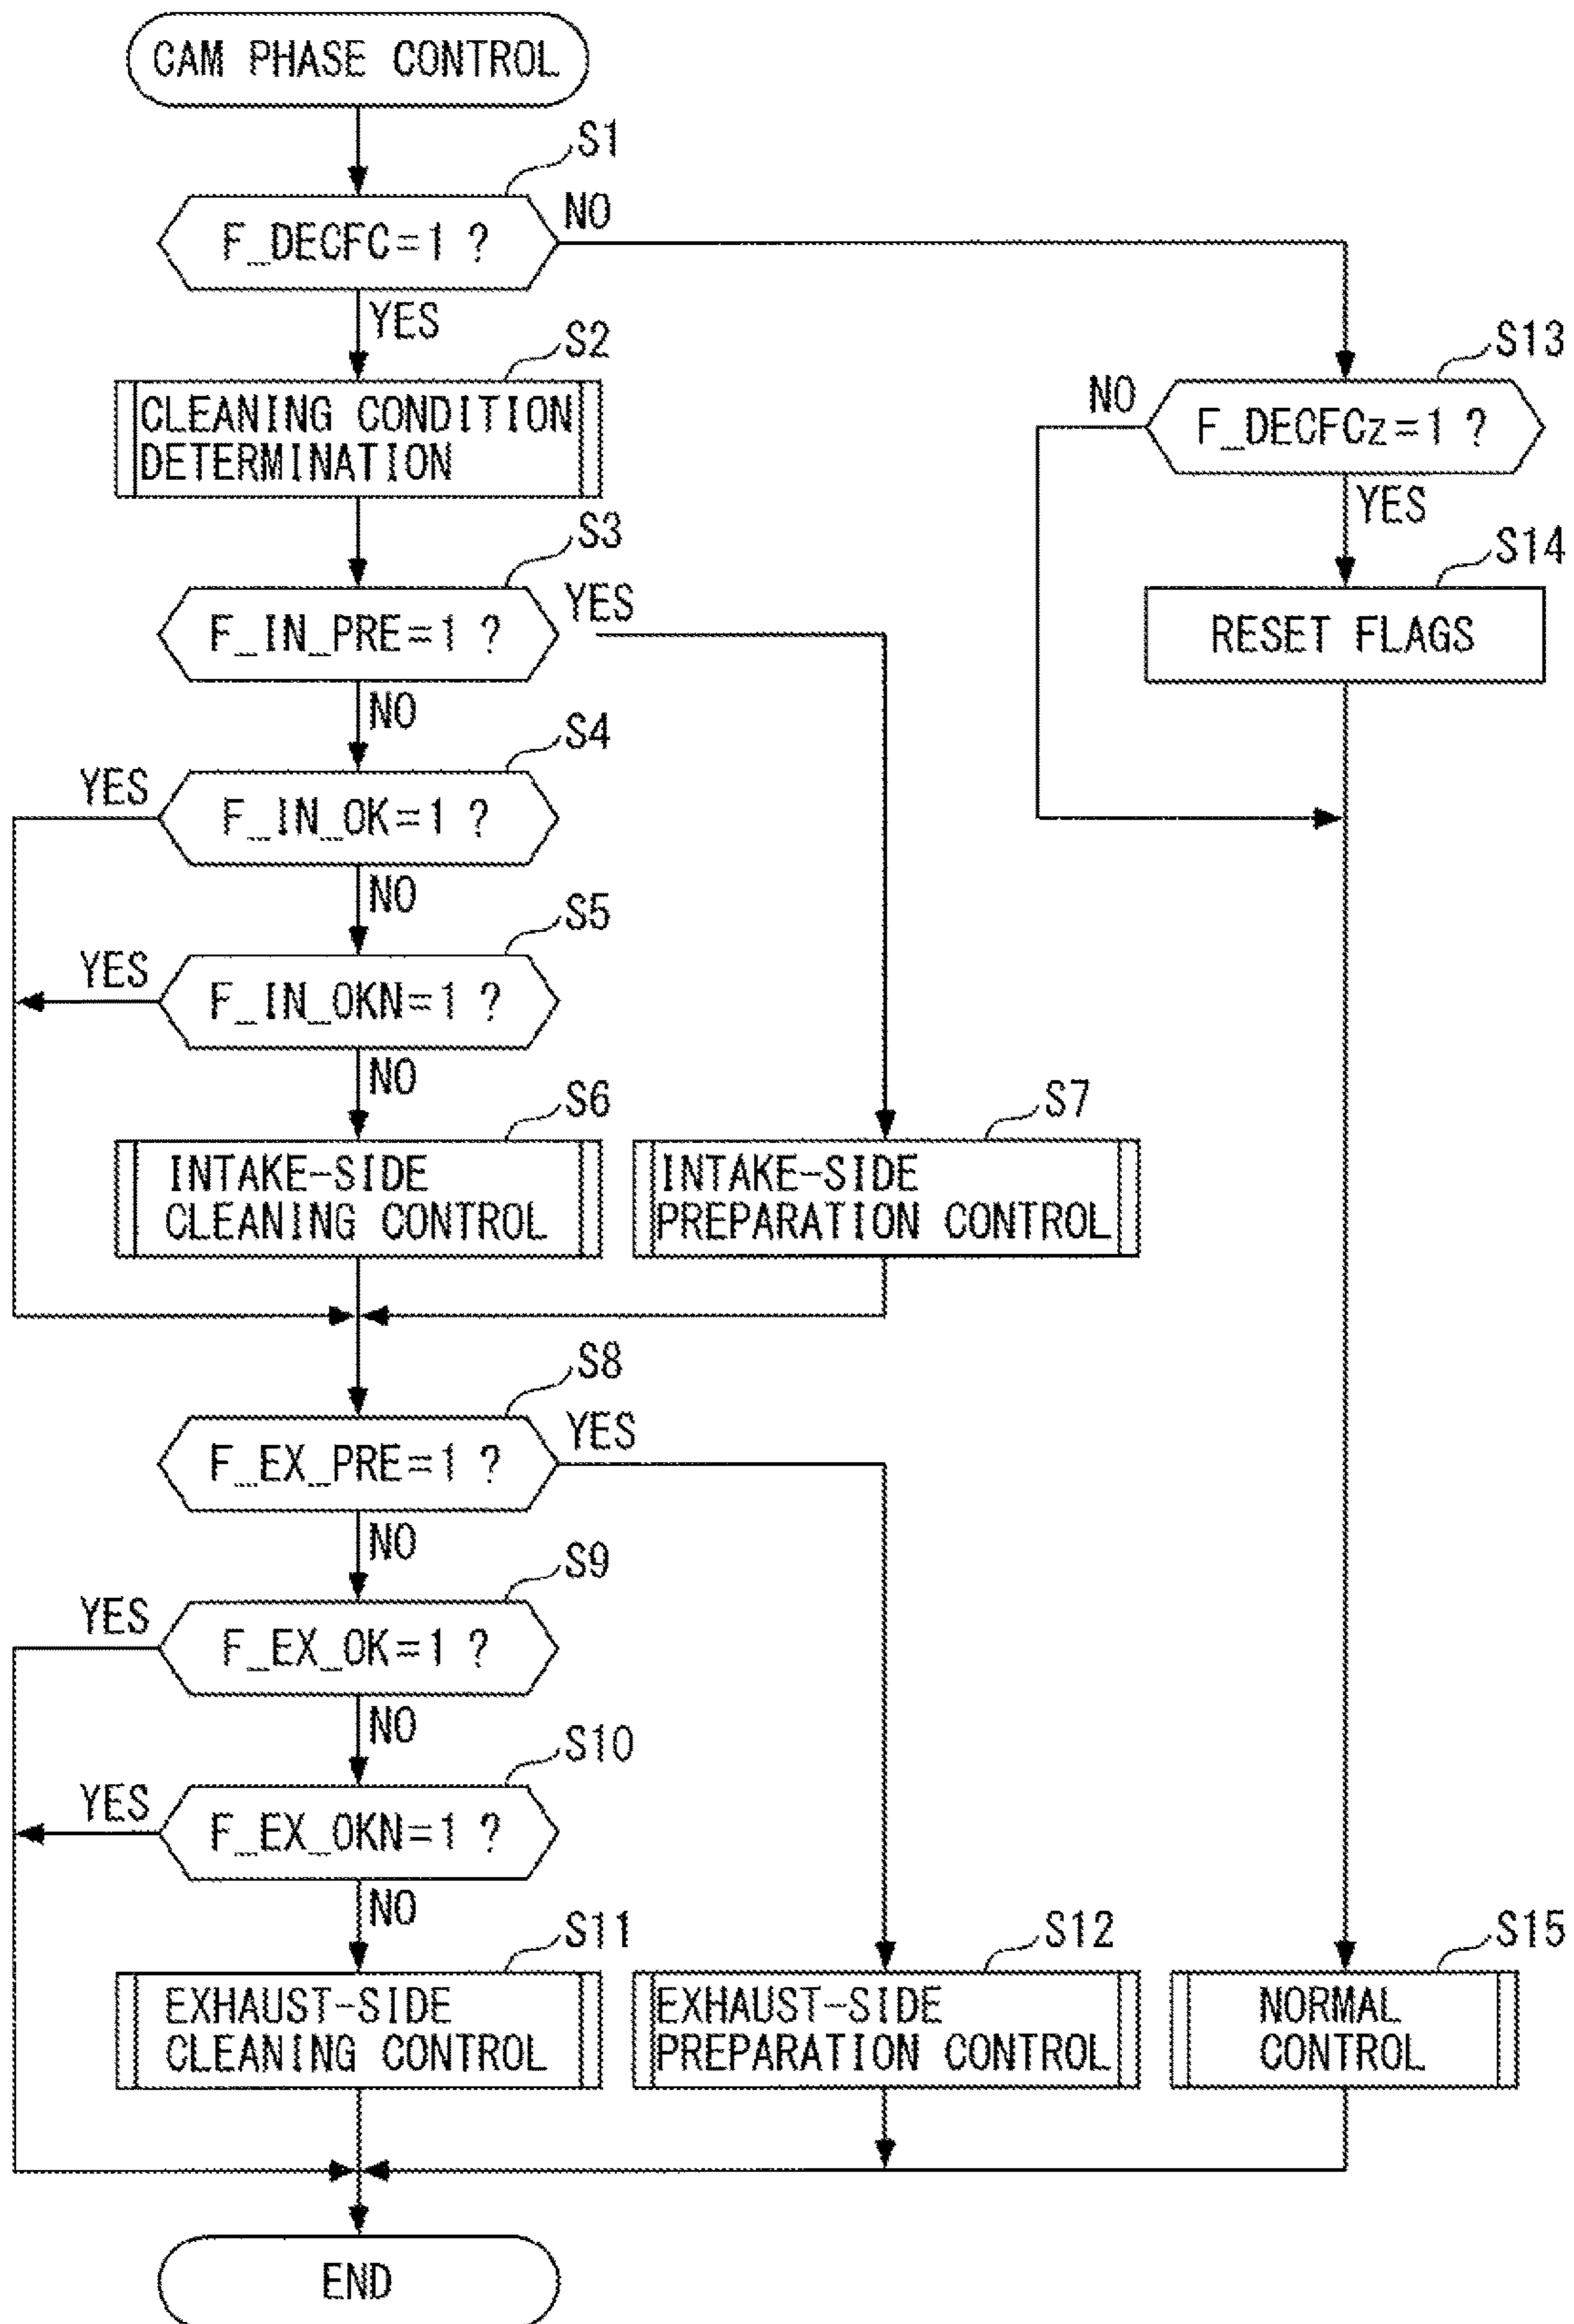 CAM PHASE CONTROL
S1
F_DECFC=1 ?
NO
YES
S2
CLEANING CONDITION
DETERMINATION
S13
NO
F_DECFCz=1 ?
YES
S14
RESET FLAGS
S3
F_IN_PRE=1 ?
YES
NO
S4
YES
F_IN_OK=1 ?
NO
S5
YES
F_IN_OKN=1 ?
NO
S6
INTAKE-SIDE
CLEANING CONTROL
S7
INTAKE-SIDE
PREPARATION CONTROL
S8
F_EX_PRE=1 ?
YES
NO
S9
YES
F_EX_OK=1 ?
NO
S10
YES
F_EX_OKN=1 ?
NO
S11
EXHAUST-SIDE
CLEANING CONTROL
S12
EXHAUST-SIDE
PREPARATION CONTROL
S15
NORMAL
CONTROL
END